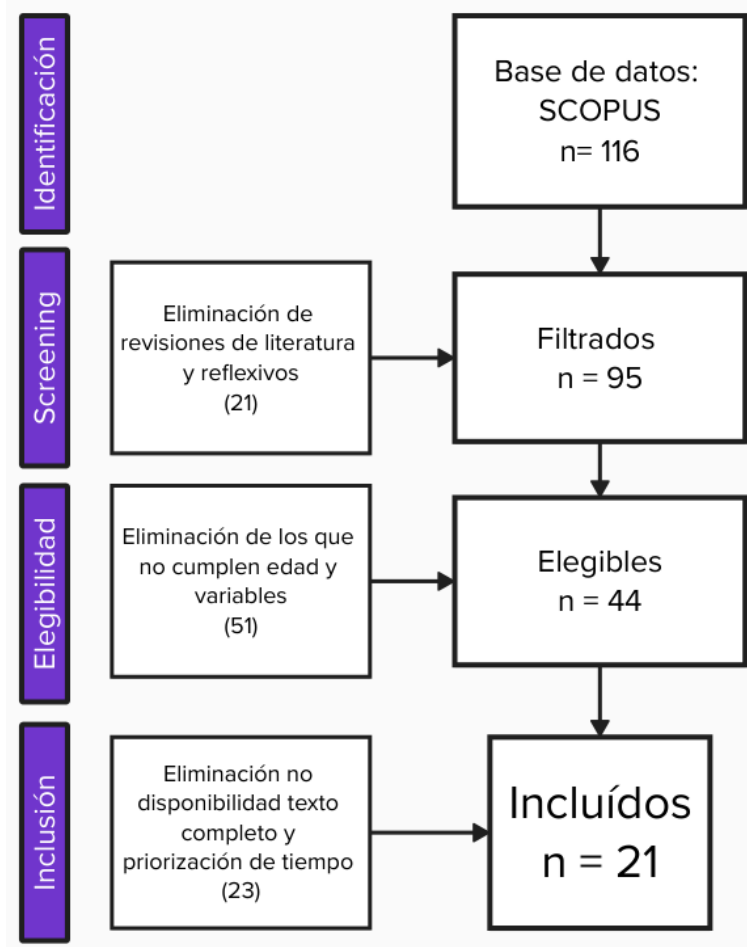 Identificación
Base de datos:
SCOPUS
n= 116
Screening
Eliminación de
revisiones de literatura
y reflexivos
(21)
Filtrados
n = 95
Elegibilidad
Eliminación de los que
no cumplen edad y
variables
(51)
Elegibles
n = 44
Inclusión
Eliminación no
disponibilidad texto
completo y
priorización de tiempo
(23)
Incluídos
n = 21